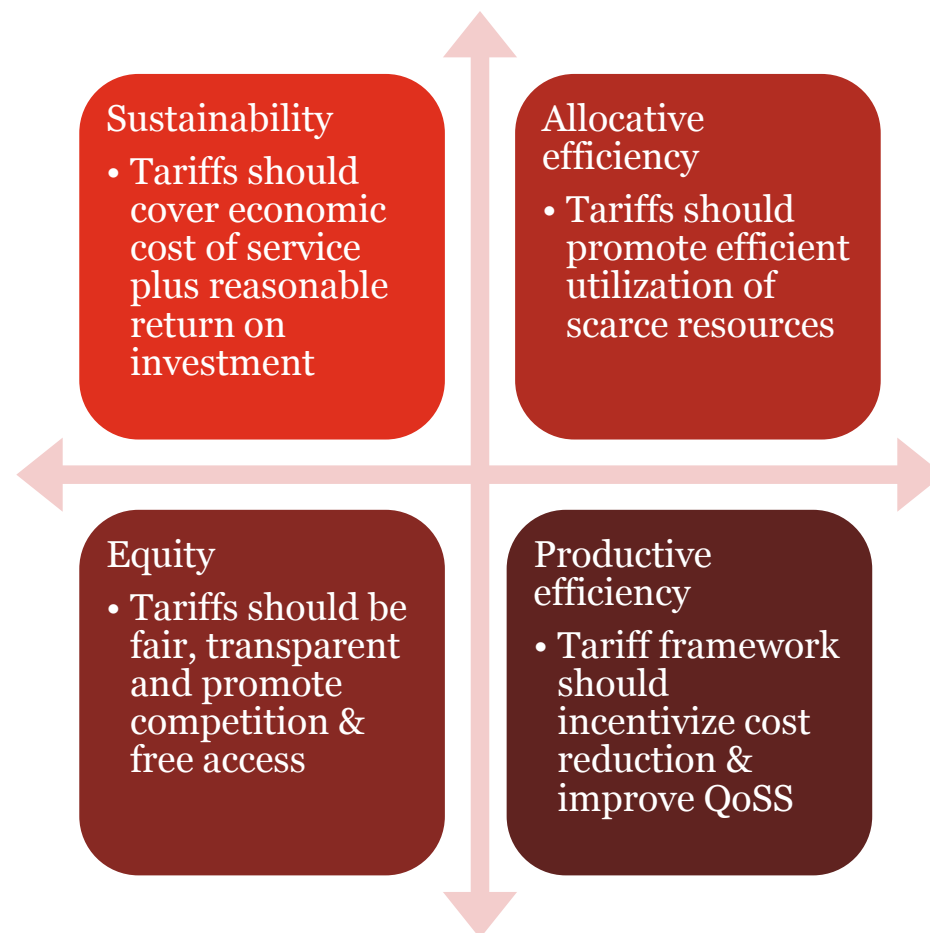 Sustainability
• Tariffs should
cover economic
cost of service
plus reasonable
return on
investment
Allocative
efficiency
• Tariffs should
promote efficient
utilization of
scarce resources
Equity
• Tariffs should be
fair, transparent
and promote
competition &
free access
Productive
efficiency
• Tariff framework
should
incentivize cost
reduction &
improve QoSS